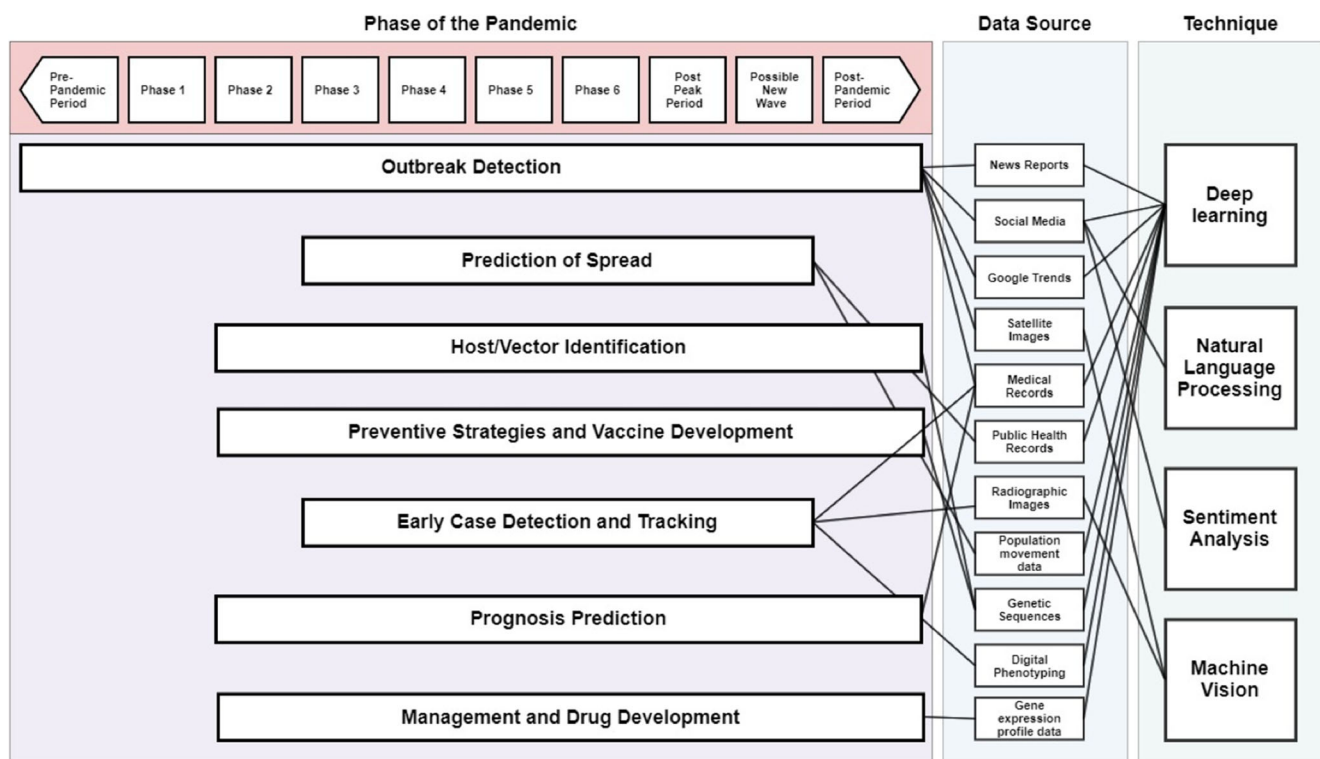 Phase of the Pandemic
Data Source
Technique
Pre-
Pandemic
Period
Phase 1
Phase 2
Phase 3
Phase 4
Phase 5
Phase 6
Post
Peak
Period
Possible
New
Wave
Post-
Pandemic
Period
Outbreak Detection
Prediction of Spread
Host/Vector Identification
Preventive Strategies and Vaccine Development
Early Case Detection and Tracking
Prognosis Prediction
Management and Drug Development
News Reports
Social Media
Google Trends
Satellite
Images
Medical
Records
Public Health
Records
Radiographic
Images
Population
movement
data
Genetic
Sequences
Digital
Phenotyping
Gene
expression
profile data
Deep
learning
Natural
Language
Processing
Sentiment
Analysis
Machine
Vision